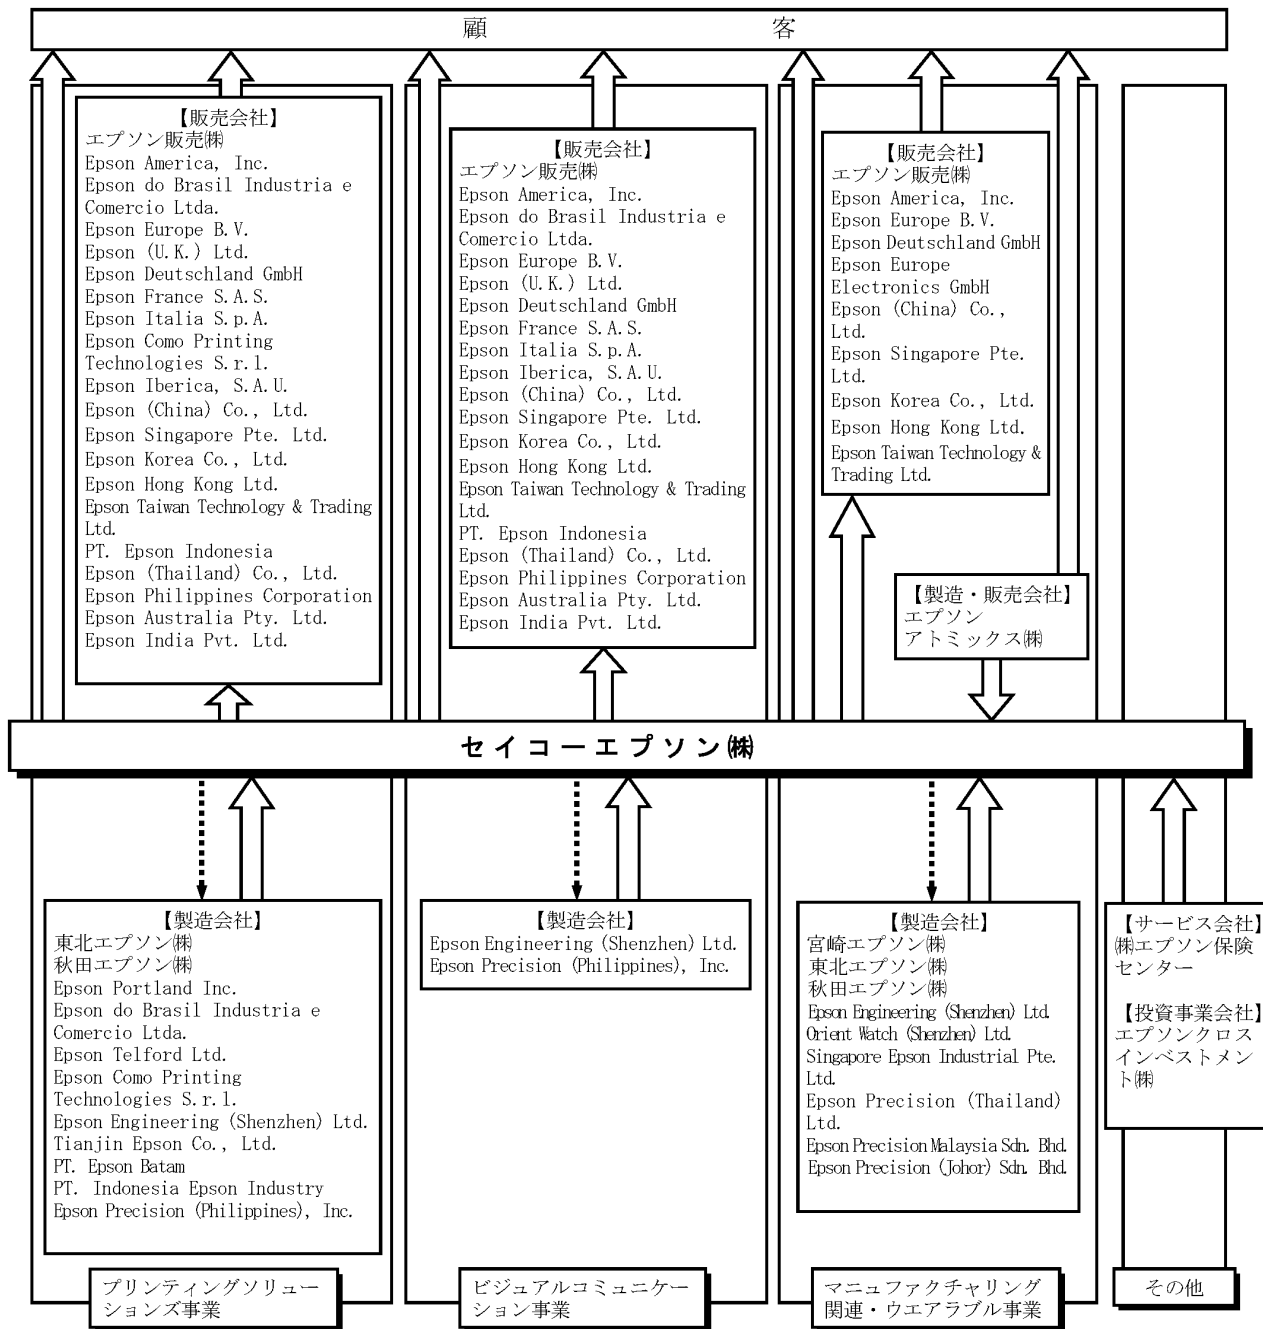 顧客
【販売会社】
エプソン販売㈱
Epson America, Inc.
Epson do Brasil Industria e
Comercio Ltda.
Epson Europe B.V.
Epson (U.K.) Ltd.
Epson Deutschland GmbH
Epson France S.A.S.
Epson Italia S.p.A.
Epson Como Printing
Technologies S.r.l.
Epson Iberica, S.A.U.
Epson (China) Co., Ltd.
Epson Singapore Pte. Ltd.
Epson Korea Co., Ltd.
Epson Hong Kong Ltd.
Epson Taiwan Technology & Trading
Ltd.
PT. Epson Indonesia
Epson (Thailand) Co., Ltd.
Epson Philippines Corporation
Epson Australia Pty. Ltd.
Epson India Pvt. Ltd.
【販売会社】
エプソン販売㈱
Epson America, Inc.
Epson do Brasil Industria e
Comercio Ltda.
Epson Europe B.V.
Epson (U.K.) Ltd.
Epson Deutschland GmbH
Epson France S.A.S.
Epson Italia S.p.A.
Epson Iberica, S.A.U.
Epson (China) Co., Ltd.
Epson Singapore Pte. Ltd.
Epson Korea Co., Ltd.
Epson Hong Kong Ltd.
Epson Taiwan Technology & Trading
Ltd.
PT. Epson Indonesia
Epson (Thailand) Co., Ltd.
Epson Philippines Corporation
Epson Australia Pty. Ltd.
Epson India Pvt. Ltd.
【販売会社】
エプソン販売㈱
Epson America, Inc.
Epson Europe B.V.
Epson Deutschland GmbH
Epson Europe
Electronics GmbH
Epson (China) Co.,
Ltd.
Epson Singapore Pte.
Ltd.
Epson Korea Co., Ltd.
Epson Hong Kong Ltd.
Epson Taiwan Technology &
Trading Ltd.
【製造・販売会社】
エプソン
アトミックス㈱
セイコーエプソン㈱
【製造会社】
東北エプソン㈱
秋田エプソン㈱
Epson Portland Inc.
Epson do Brasil Industria e
Comercio Ltda.
Epson Telford Ltd.
Epson Como Printing
Technologies S.r.l.
Epson Engineering (Shenzhen) Ltd.
Tianjin Epson Co., Ltd.
PT. Epson Batam
PT. Indonesia Epson Industry
Epson Precision (Philippines), Inc.
【製造会社】
Epson Engineering (Shenzhen) Ltd.
Epson Precision (Philippines), Inc.
【製造会社】
宮崎エプソン㈱
東北エプソン㈱
秋田エプソン㈱
Epson Engineering (Shenzhen) Ltd.
Orient Watch (Shenzhen) Ltd.
Singapore Epson Industrial Pte.
Ltd.
Epson Precision (Thailand)
Ltd.
Epson Precision Malaysia Sdn. Bhd.
Epson Precision (Johor) Sdn. Bhd.
【サービス会社】
㈱エプソン保険
センター
【投資事業会社】
エプソンクロス
インベストメン
ト㈱
プリンティングソリュー
ションズ事業
ビジュアルコミュニケー
ション事業
マニュファクチャリング
関連・ウエアラブル事業
その他